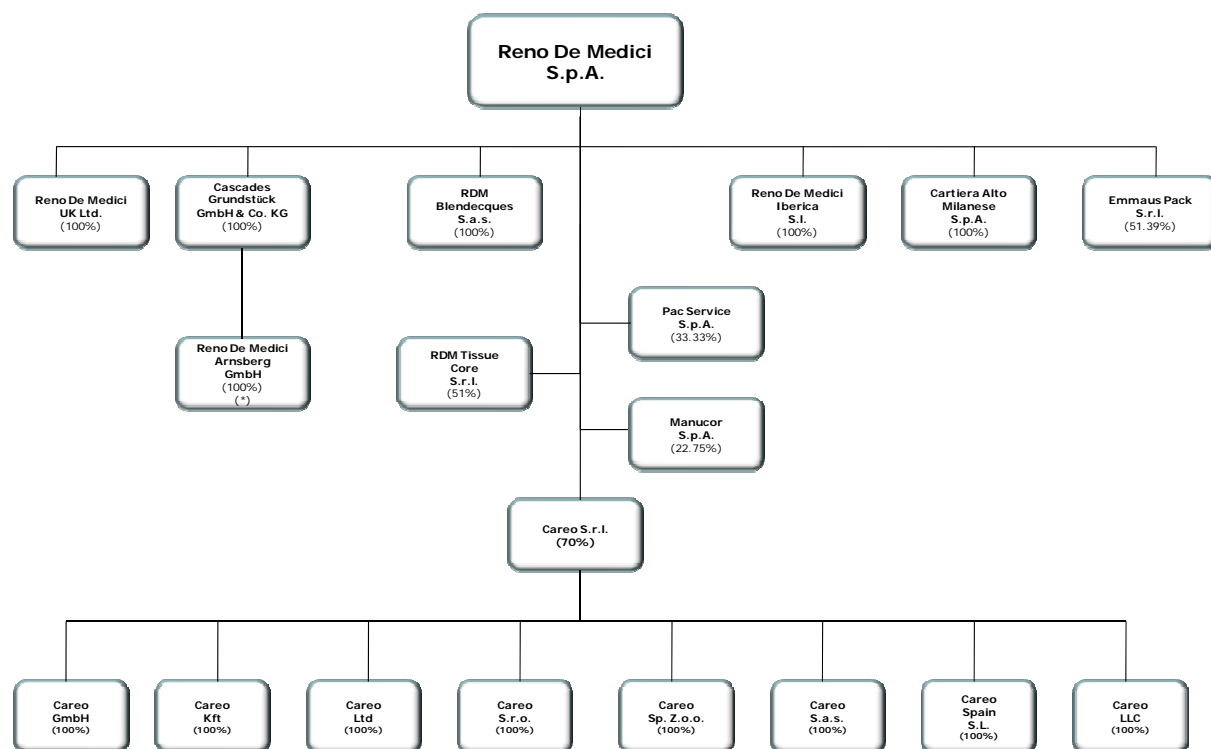 Reno De Medici
S.p.A.
Reno De Medici
UK Ltd.
(100%)
Cascades
Grundstück
GmbH & Co. KG
(100%)
RDM
Blendecques
S.a.s.
(100%)
Reno De Medici
Iberica
S.l.
(100%)
Cartiera Alto
Milanese
S.p.A.
(100%)
Emmaus Pack
S.r.l.
(51.39%)
Pac Service
S.p.A.
(33.33%)
Reno De Medici
Arnsberg
GmbH
(100%)
(*)
RDM Tissue
Core
S.r.l.
(51%)
Manucor
S.p.A.
(22.75%)
Careo S.r.l.
(70%)
Careo
GmbH
(100%)
Careo
Kft
(100%)
Careo
Ltd
(100%)
Careo
S.r.o.
(100%)
Careo
Sp. Z.o.o.
(100%)
Careo
S.a.s.
(100%)
Careo
Spain
S.L.
(100%)
Careo
LLC
(100%)